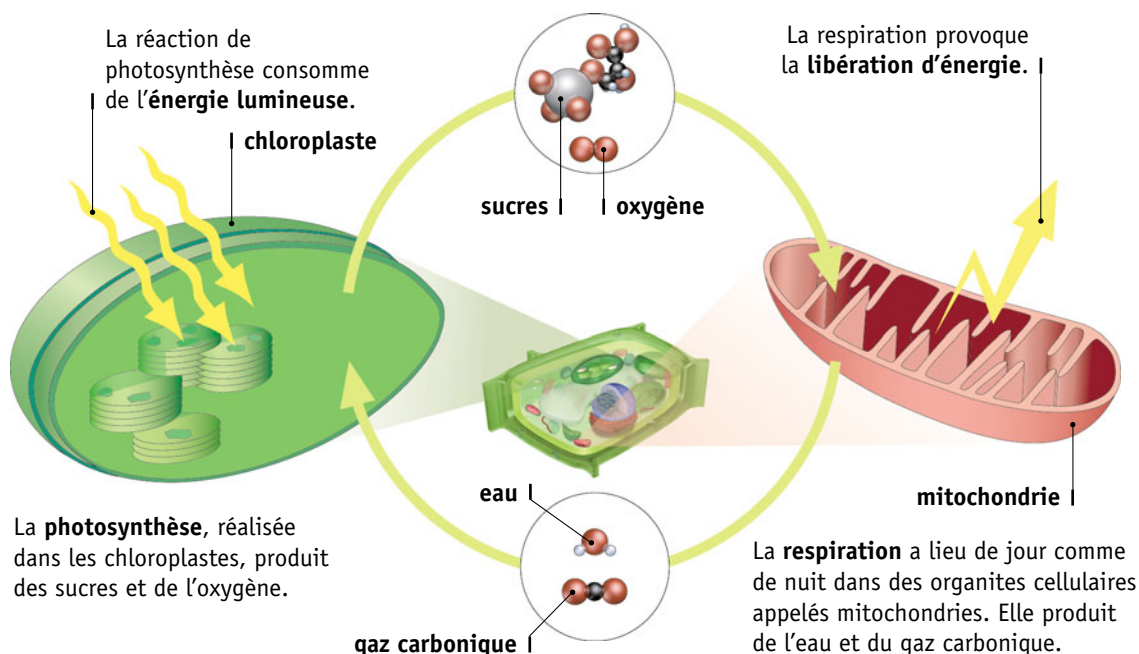 La réaction de
photosynthèse consomme
de l'énergie lumineuse.
chloroplaste
sucres
oxygène
La respiration provoque
la libération d'énergie.
mitochondrie
eau
gaz carbonique
La photosynthèse, réalisée
dans les chloroplastes, produit
des sucres et de l'oxygène.
La respiration a lieu de jour comme
de nuit dans des organites cellulaires
appelés mitochondries. Elle produit
de l'eau et du gaz carbonique.